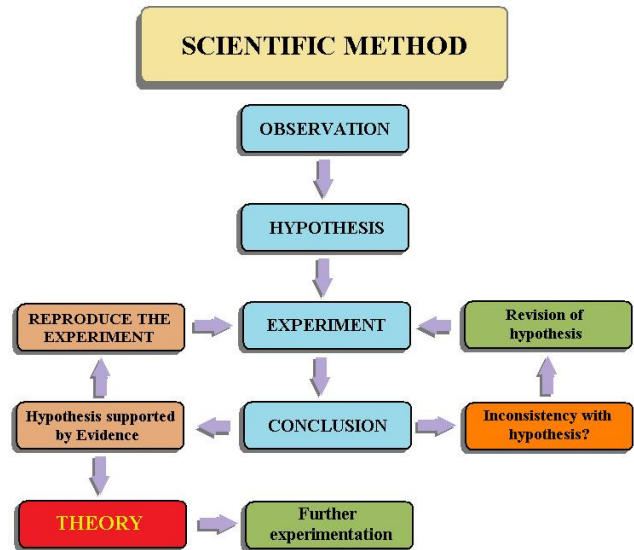 SCIENTIFIC METHOD
OBSERVATION
HYPOTHESIS
REPRODUCE THE
EXPERIMENT
EXPERIMENT
Revision of
hypothesis
Hypothesis supported
by Evidence
CONCLUSION
Inconsistency with
hypothesis?
THEORY
Further
experimentation